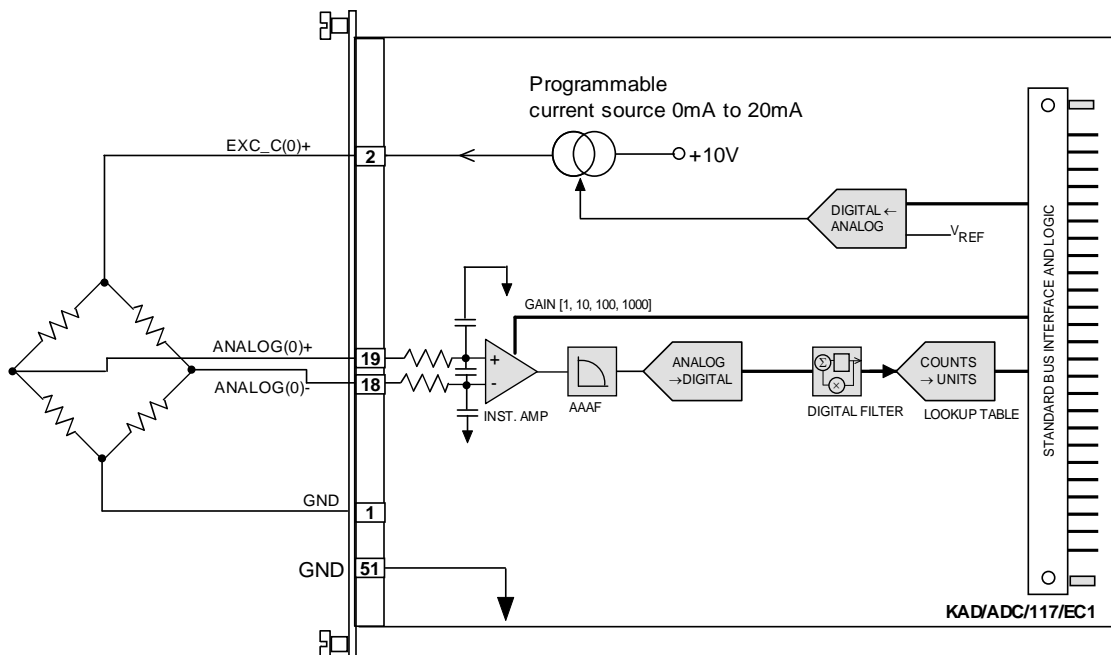 Programmable
current source 0mA to 20mA
EXC_C(0)+
2
+10V
DIGITAL ←
ANALOG
VREF
GAIN [1, 10, 100, 1000]
ANALOG(0)+
19
ANALOG(0)-
18
+
-
INST. AMP
AAAF
ANALOG
→DIGITAL
Σ
×
DIGITAL FILTER
COUNTS
→ UNITS
LOOKUP TABLE
STANDARD BUS INTERFACE AND LOGIC
GND
1
GND
51
KAD/ADC/117/EC1